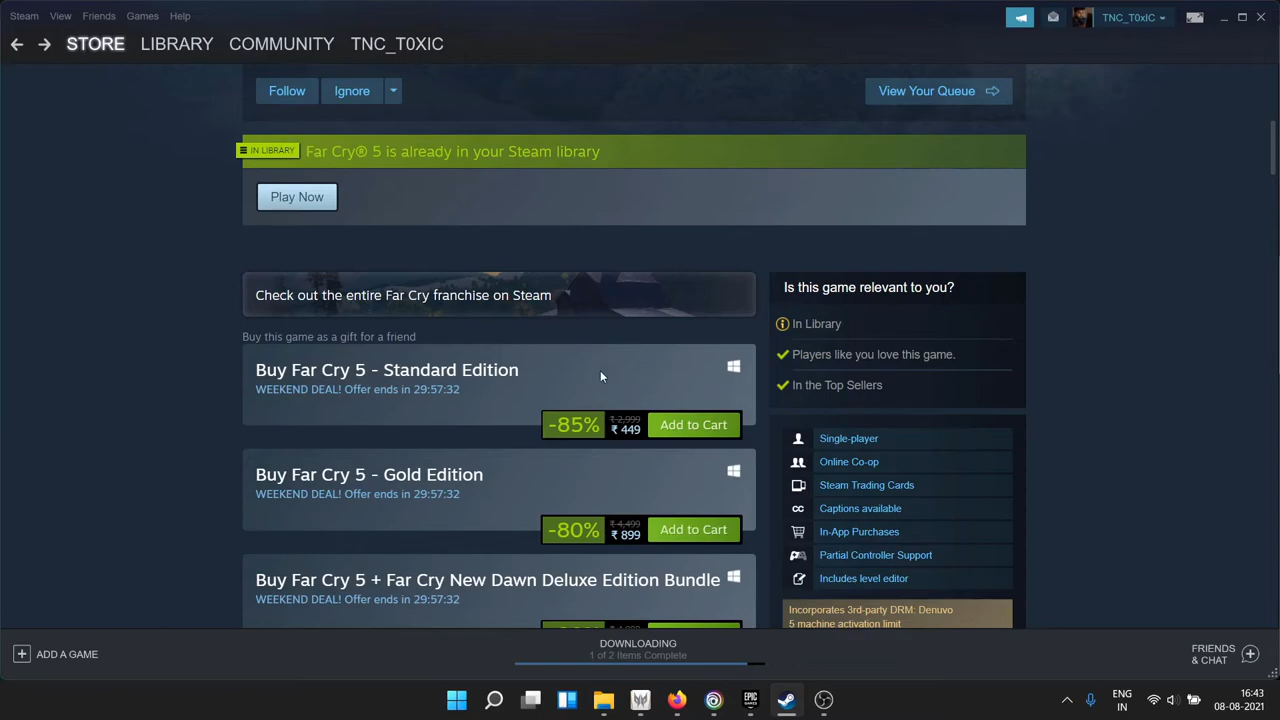 Steam View Friends Games Help
TNC_T0xIC
STORE LIBRARY COMMUNITY TNC_T0XIC
Follow Ignore View Your Queue
IN LIBRARY Far Cry® 5 is already in your Steam library
Play Now
Check out the entire Far Cry franchise on Steam
Buy this game as a gift for a friend
Buy Far Cry 5 - Standard Edition
WEEKEND DEAL! Offer ends in 29:57:32
-85% ₹ 2,999 ₹ 449 Add to Cart
Buy Far Cry 5 - Gold Edition
WEEKEND DEAL! Offer ends in 29:57:32
-80% ₹ 4,499 ₹ 899 Add to Cart
Buy Far Cry 5 + Far Cry New Dawn Deluxe Edition Bundle
WEEKEND DEAL! Offer ends in 29:57:32
Is this game relevant to you?
In Library
Players like you love this game.
In the Top Sellers
Single-player
Online Co-op
Steam Trading Cards
CC Captions available
In-App Purchases
Partial Controller Support
Includes level editor
Incorporates 3rd-party DRM: Denuvo
5 machine activation limit
ADD A GAME
DOWNLOADING
1 of 2 Items Complete
FRIENDS
& CHAT
EPIC
GAMES
ENG
IN
16:43
08-08-2021